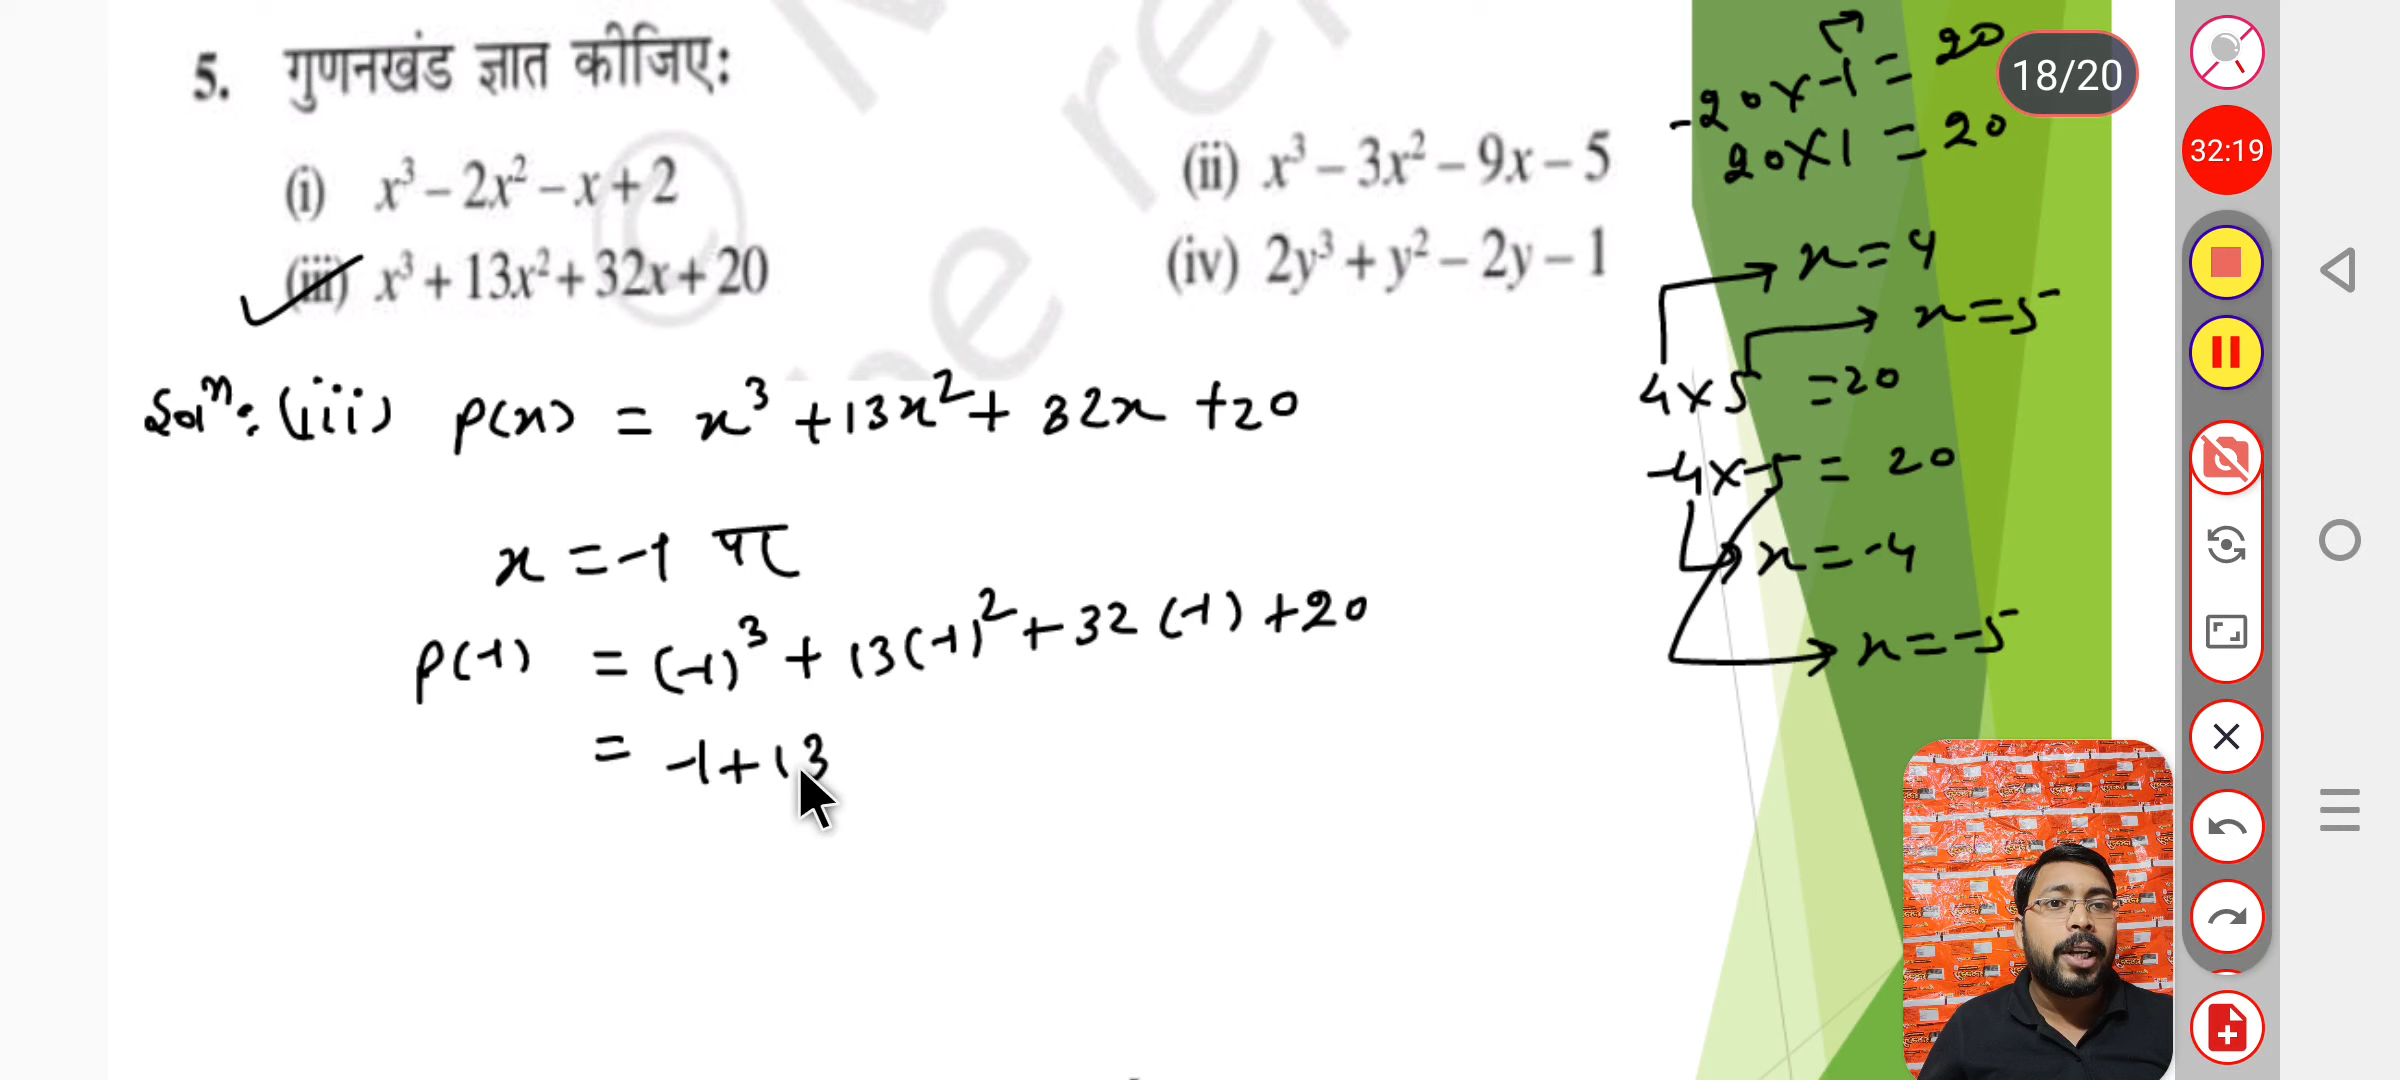 5. गुणनखंड ज्ञात कीजिए:
(i) x³ – 2x² – x + 2
(ii) x³ – 3x² – 9x – 5
(iii) x³ + 13x² + 32x + 20
(iv) 2y³ + y² – 2y – 1
Solⁿ: (iii) p(x) = x³ + 13x² + 32x + 20
x = -1 पर
p(-1) = (-1)³ + 13(-1)² + 32(-1) + 20
= -1 + 13
-20 x -1 = 20
20 x 1 = 20
x = 4
x = 5
4 x 5 = 20
-4 x -5 = 20
x = -4
x = -5
18/20
32:19